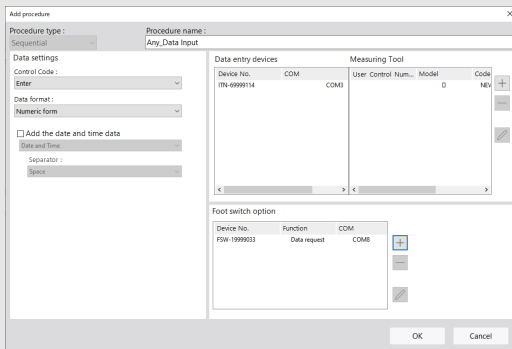 Add procedure
Procedure type :
Procedure name :
Sequential
Any_Data Input
Data settings
Control Code :
Enter
Data format :
Numeric form
Add the date and time data
Date and Time
Separator :
Space
Data entry devices
Device No. COM
ITN-69999114 COM3
Measuring Tool
User Control Num... Model Code
NEV
Foot switch option
Device No. Function COM
FSW-19999033 Data request COM8
OK Cancel